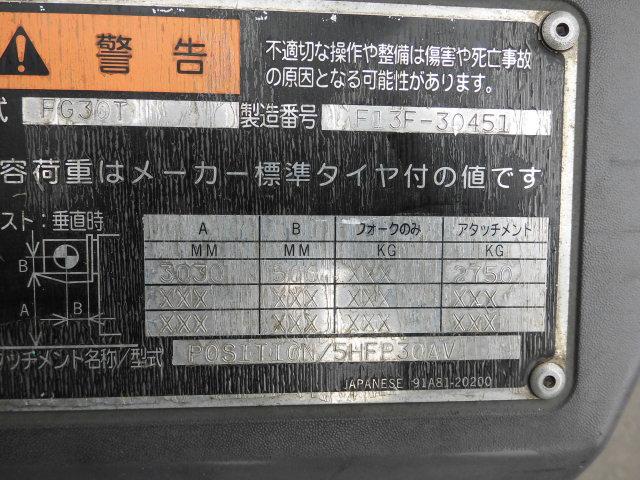 警告
不適切な操作や整備は傷害や死亡事故
の原因となる可能性があります。
式 FG30T 製造番号 F13F-30451
容荷重はメーカー標準タイヤ付の値です
スト:垂直時
A B フォークのみ アタッチメント
MM MM KG KG
3030 500 XXX 2750
XXX XXX XXX XXX
XXX XXX XXX XXX
B
A B
タッチメント名称/型式 POSITION/5HFP30AV
JAPANESE 91A81-20200